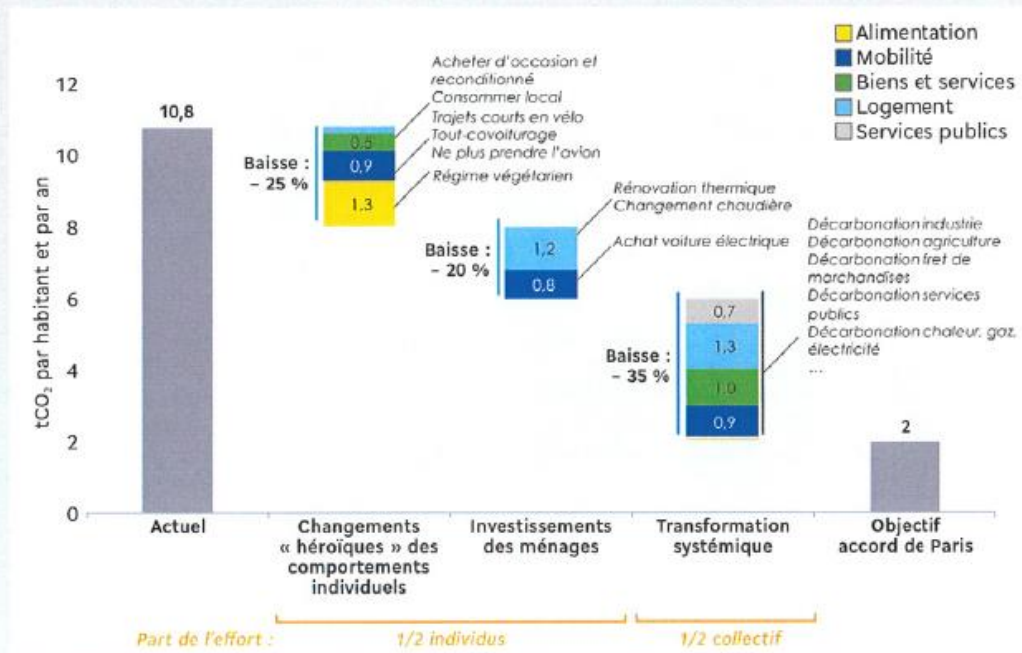 Alimentation
Mobilité
Biens et services
Logement
Services publics
tCO₂ par habitant et par an
12
10
8
6
4
2
0
10,8
Baisse :
– 25 %
0,5
0,9
1,3
Acheter d'occasion et
reconditionné
Consommer local
Trajets courts en vélo
Tout-covoiturage
Ne plus prendre l'avion
Régime végétarien
Baisse :
– 20 %
1,2
0,8
Rénovation thermique
Changement chaudière
Achat voiture électrique
Baisse :
– 35 %
0,7
1,3
1,0
0,9
Décarbonation industrie
Décarbonation agriculture
Décarbonation fret de
marchandises
Décarbonation services
publics
Décarbonation chaleur, gaz,
électricité
...
2
Actuel
Changements
« héroïques » des
comportements
individuels
Investissements
des ménages
Transformation
systémique
Objectif
accord de Paris
Part de l'effort :
1/2 individus
1/2 collectif